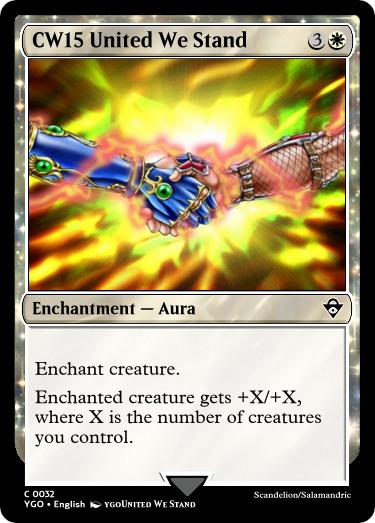 CW15 United We Stand 3
Enchantment — Aura
Enchant creature.
Enchanted creature gets +X/+X,
where X is the number of creatures
you control.
C 0032
YGO • English ygoUnited We Stand
Scandelion/Salamandric